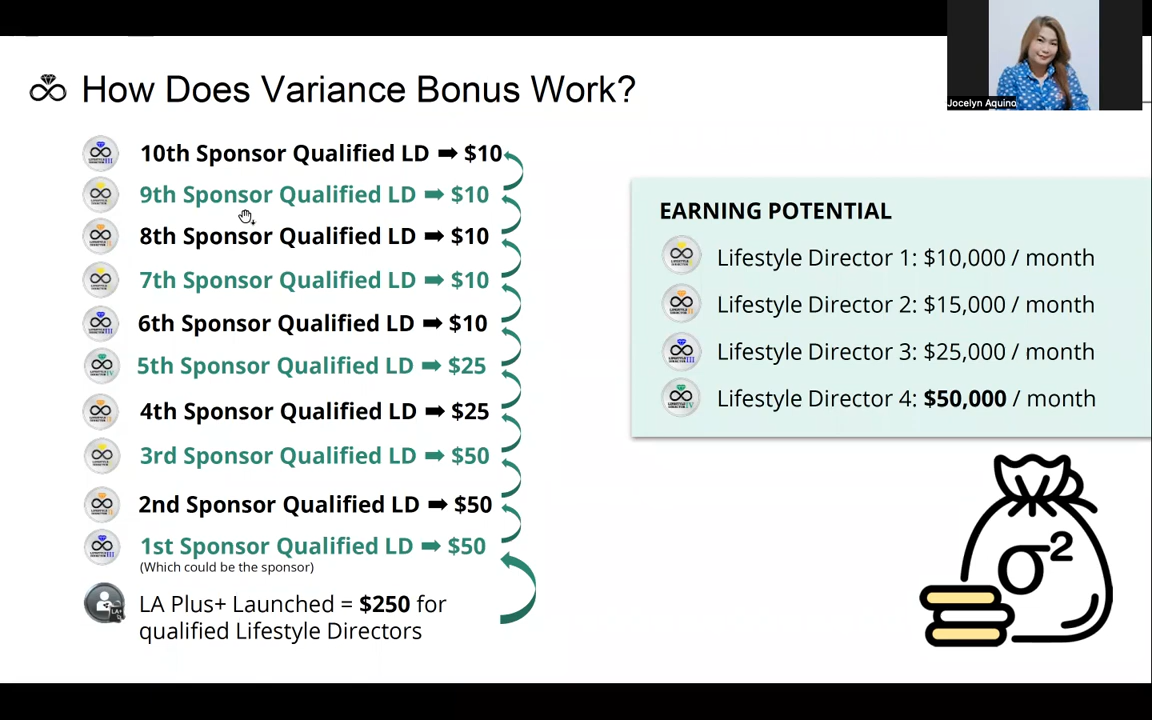 Jocelyn Aquino
How Does Variance Bonus Work?
10th Sponsor Qualified LD ➡ $10
9th Sponsor Qualified LD ➡ $10
8th Sponsor Qualified LD ➡ $10
7th Sponsor Qualified LD ➡ $10
6th Sponsor Qualified LD ➡ $10
5th Sponsor Qualified LD ➡ $25
4th Sponsor Qualified LD ➡ $25
3rd Sponsor Qualified LD ➡ $50
2nd Sponsor Qualified LD ➡ $50
1st Sponsor Qualified LD ➡ $50
(Which could be the sponsor)
LA Plus+ Launched = $250 for
qualified Lifestyle Directors
EARNING POTENTIAL
Lifestyle Director 1: $10,000 / month
Lifestyle Director 2: $15,000 / month
Lifestyle Director 3: $25,000 / month
Lifestyle Director 4: $50,000 / month
σ²